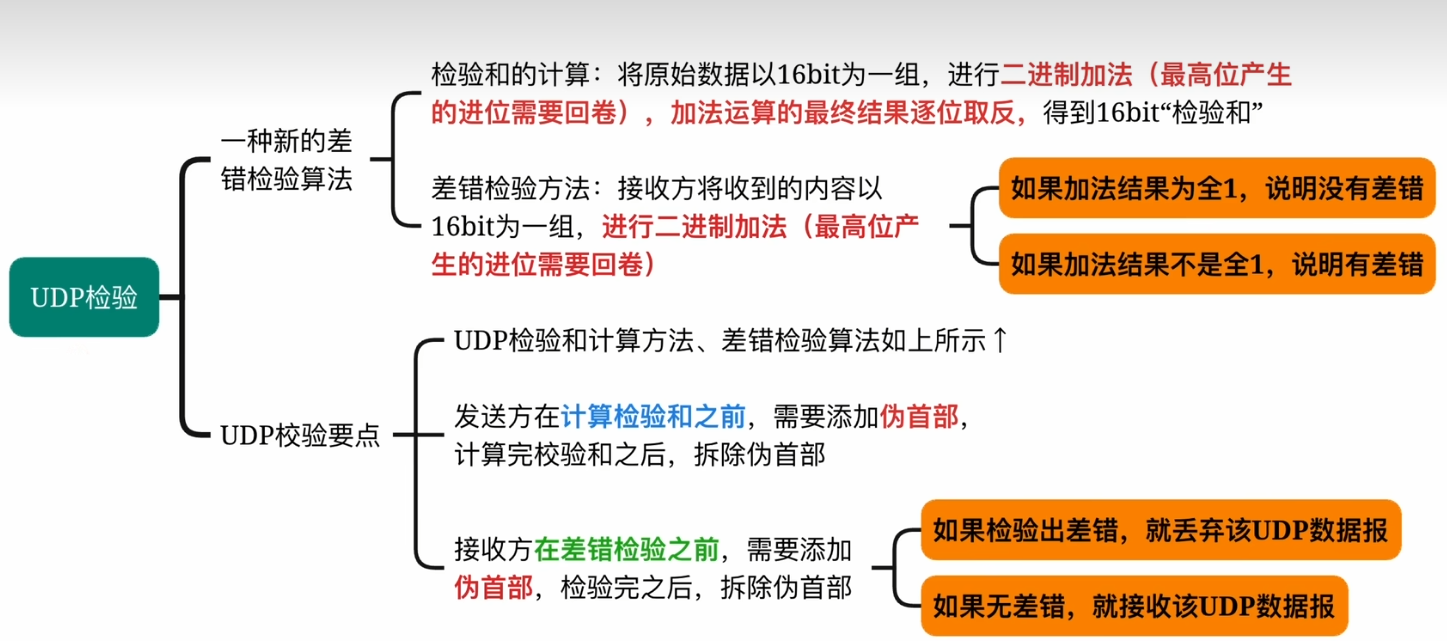 检验和的计算：将原始数据以16bit为一组，进行二进制加法（最高位产生
的进位需要回卷），加法运算的最终结果逐位取反，得到16bit“检验和”
一种新的差
错检验算法
差错检验方法：接收方将收到的内容以
16bit为一组，进行二进制加法（最高位产
生的进位需要回卷）
如果加法结果为全1，说明没有差错
如果加法结果不是全1，说明有差错
UDP检验
UDP检验和计算方法、差错检验算法如上所示↑
UDP校验要点
发送方在计算检验和之前，需要添加伪首部，
计算完校验和之后，拆除伪首部
接收方在差错检验之前，需要添加
伪首部，检验完之后，拆除伪首部
如果检验出差错，就丢弃该UDP数据报
如果无差错，就接收该UDP数据报